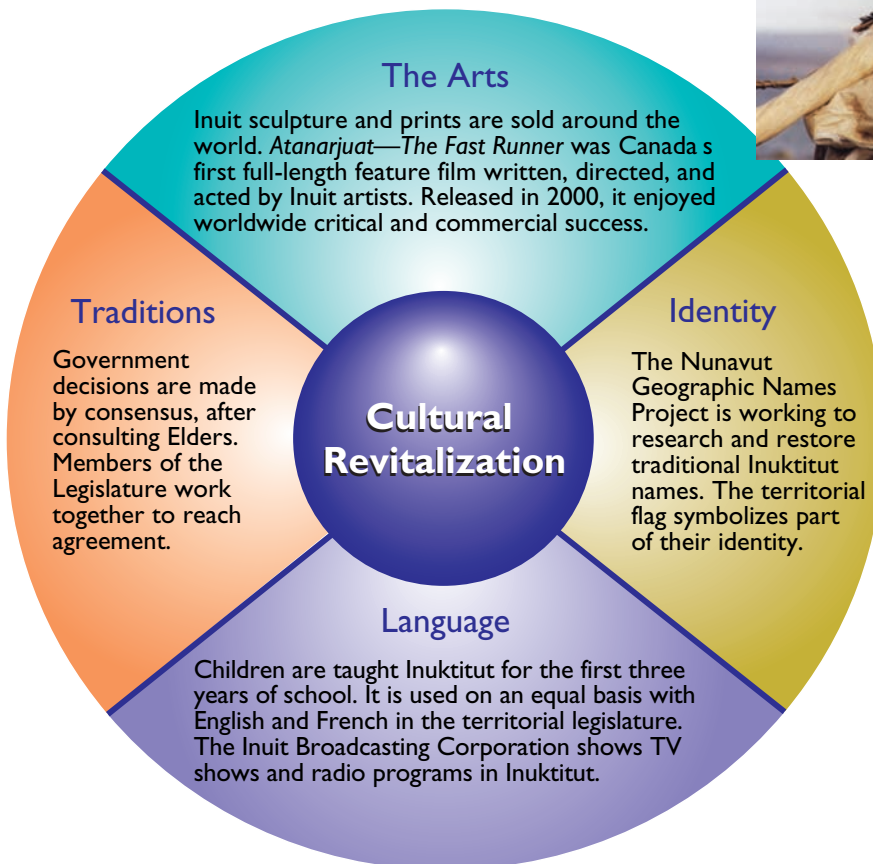 The Arts
Inuit sculpture and prints are sold around the
world. Atanarjuat—The Fast Runner was Canada s
first full-length feature film written, directed, and
acted by Inuit artists. Released in 2000, it enjoyed
worldwide critical and commercial success.
Traditions
Government
decisions are made
by consensus, after
consulting Elders.
Members of the
Legislature work
together to reach
agreement.
Cultural
Revitalization
Identity
The Nunavut
Geographic Names
Project is working to
research and restore
traditional Inuktitut
names. The territorial
flag symbolizes part
of their identity.
Language
Children are taught Inuktitut for the first three
years of school. It is used on an equal basis with
English and French in the territorial legislature.
The Inuit Broadcasting Corporation shows TV
shows and radio programs in Inuktitut.